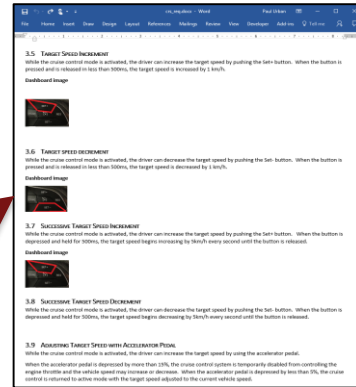 crs_req.docx - Word
Paul Urban
File Home Insert Draw Design Layout References Mailings Review View Developer Add-ins Tell me
3.5 TARGET SPEED INCREMENT
While the cruise control mode is activated, the driver can increase the target speed by pushing the Set+ button. When the button is
pressed and is released in less than 500ms, the target speed is increased by 1 km/h.
Dashboard image
3.6 TARGET SPEED DECREMENT
While the cruise control mode is activated, the driver can decrease the target speed by pushing the Set- button. When the button is
pressed and is released in less than 500ms, the target speed is decreased by 1 km/h.
Dashboard image
3.7 SUCCESSIVE TARGET SPEED INCREMENT
While the cruise control mode is activated, the driver can increase the target speed by pushing the Set+ button. When the button is
depressed and held for 500ms, the target speed begins increasing by 5km/h every second until the button is released.
Dashboard image
3.8 SUCCESSIVE TARGET SPEED DECREMENT
While the cruise control mode is activated, the driver can decrease the target speed by pushing the Set- button. When the button is
depressed and held for 500ms, the target speed begins decreasing by 5km/h every second until the button is released.
3.9 ADJUSTING TARGET SPEED WITH ACCELERATOR PEDAL
While the cruise control mode is activated, the driver can increase the target speed by using the accelerator pedal.
When the accelerator pedal is depressed by more than 15%, the cruise control system is temporarily disabled from controlling the
engine throttle and the vehicle speed may increase or decrease. When the accelerator pedal is depressed by less than 5%, the cruise
control is returned to active mode with the target speed adjusted to the current vehicle speed.